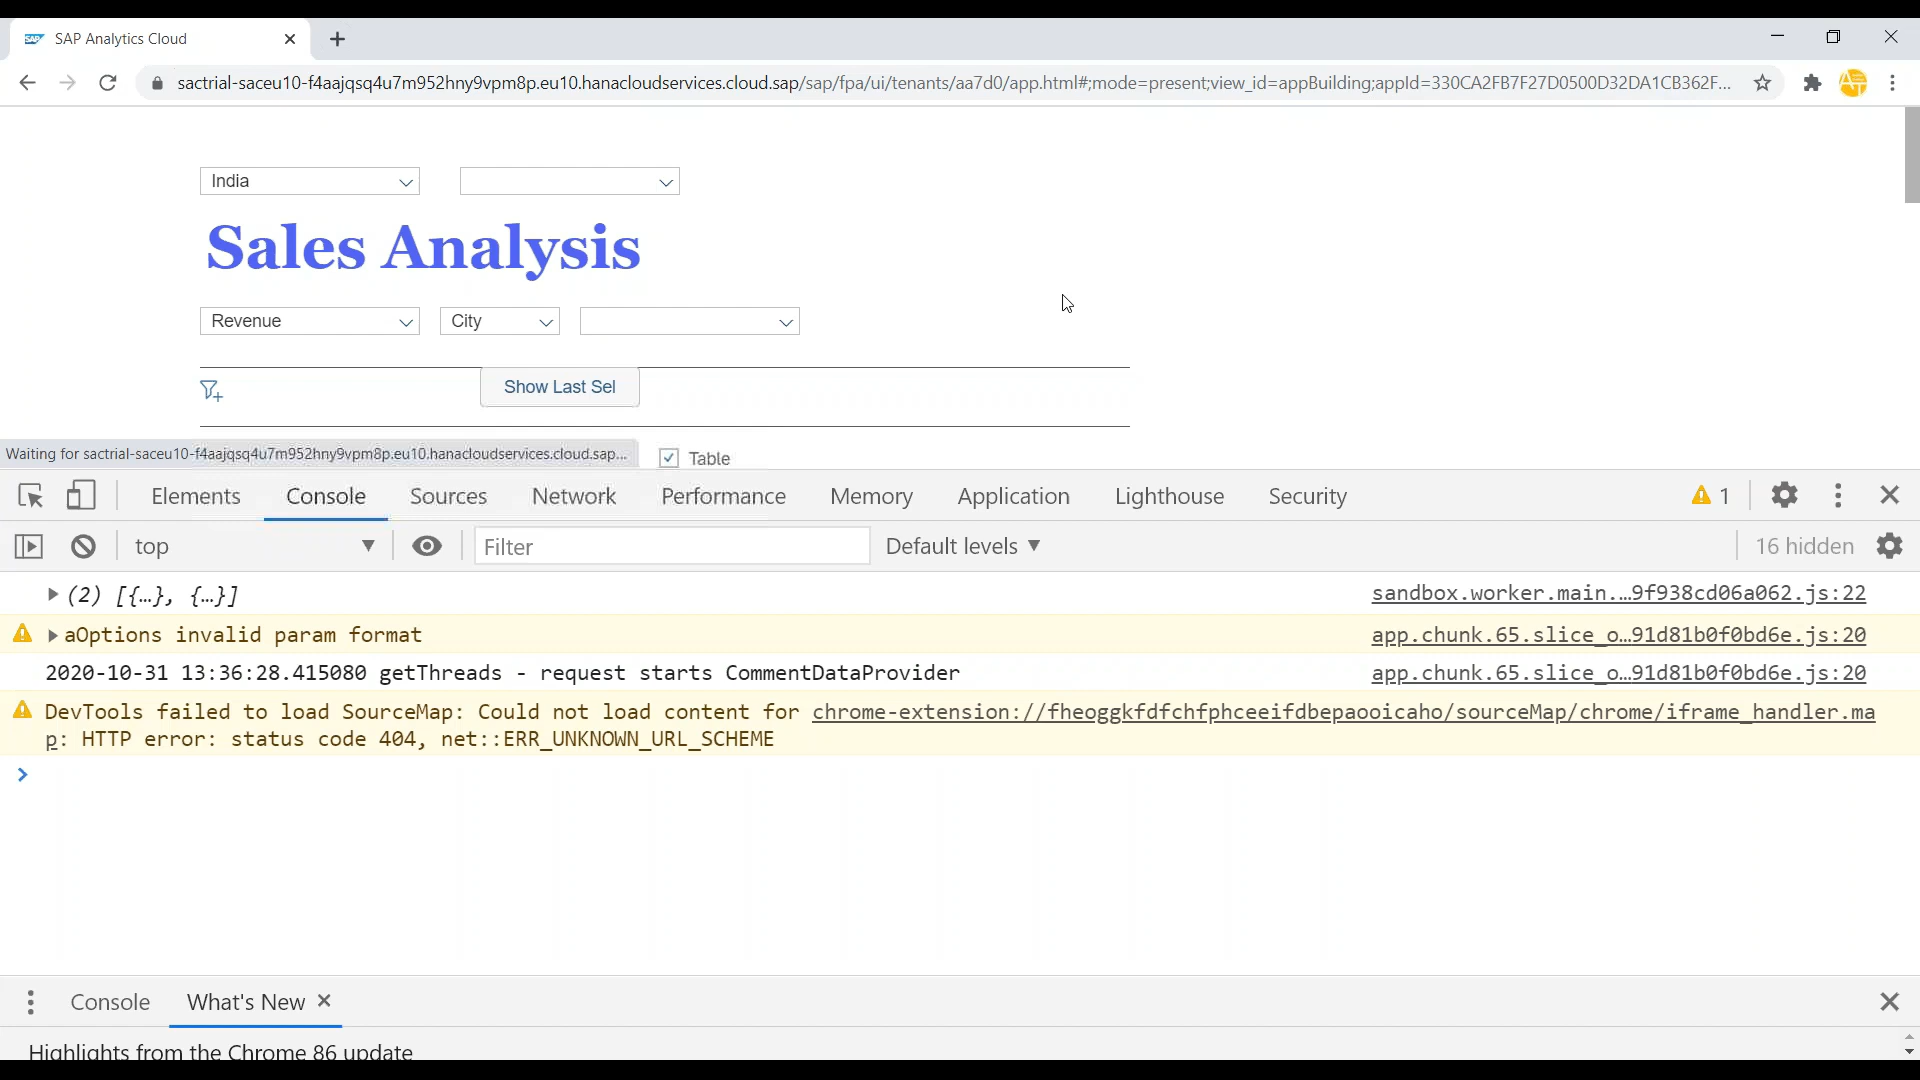 SAP SAP Analytics Cloud
sactrial-saceu10-f4aajqsq4u7m952hny9vpm8p.eu10.hanacloudservices.cloud.sap/sap/fpa/ui/tenants/aa7d0/app.html#;mode=present;view_id=appBuilding;appId=330CA2FB7F27D0500D32DA1CB362F...
India
Sales Analysis
Revenue City
Show Last Sel
Waiting for sactrial-saceu10-f4aajqsq4u7m952hny9vpm8p.eu10.hanacloudservices.cloud.sap... Table
Elements Console Sources Network Performance Memory Application Lighthouse Security 1
top Filter Default levels 16 hidden
(2) [{…}, {…}] sandbox.worker.main.…9f938cd06a062.js:22
aOptions invalid param format app.chunk.65.slice_o…91d81b0f0bd6e.js:20
2020-10-31 13:36:28.415080 getThreads - request starts CommentDataProvider app.chunk.65.slice_o…91d81b0f0bd6e.js:20
DevTools failed to load SourceMap: Could not load content for chrome-extension://fheoggkfdfchfphceeifdbepaooicaho/sourceMap/chrome/iframe_handler.ma
p: HTTP error: status code 404, net::ERR_UNKNOWN_URL_SCHEME
Console What's New
Highlights from the Chrome 86 update